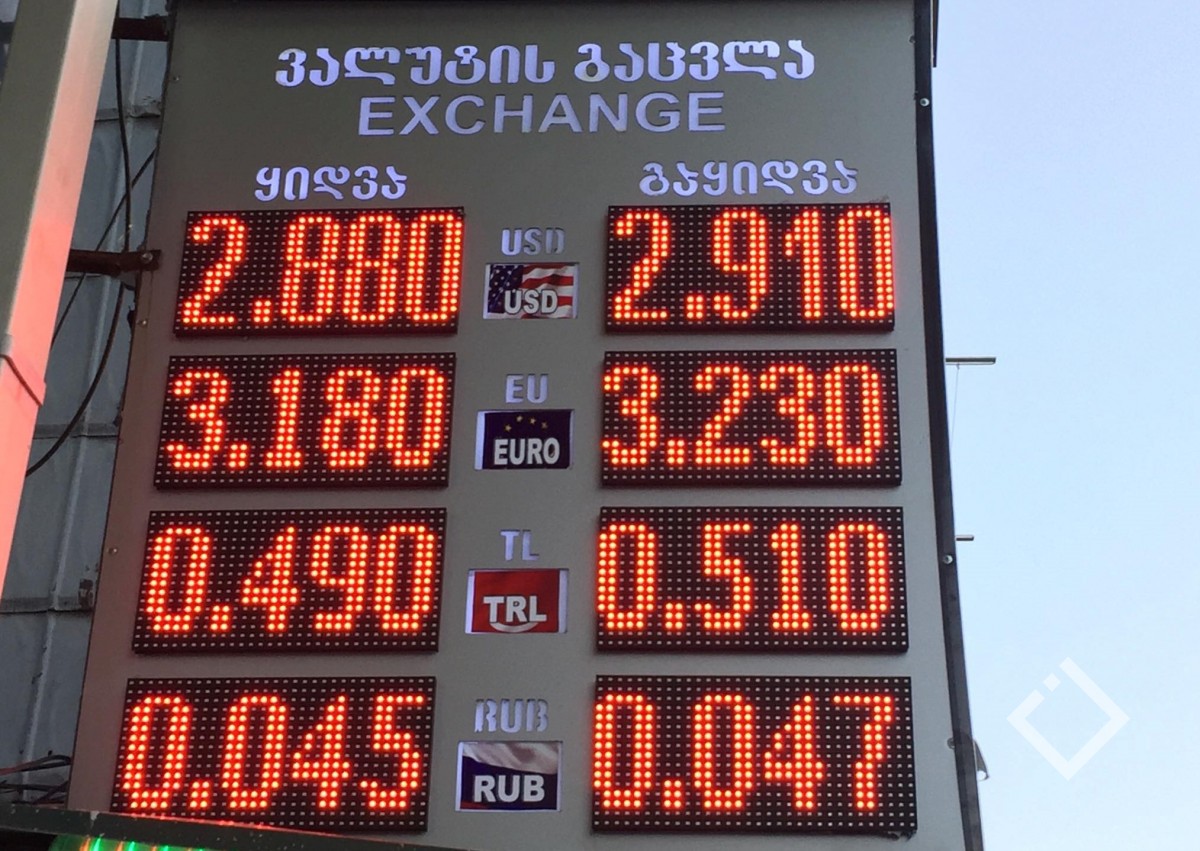 ვალუტის გაცვლა
EXCHANGE
ყიდვა გაყიდვა
2.880 USD 2.910
USD
3.180 EU 3.230
EURO
0.490 TL 0.510
TRL
0.045 RUB 0.047
RUB